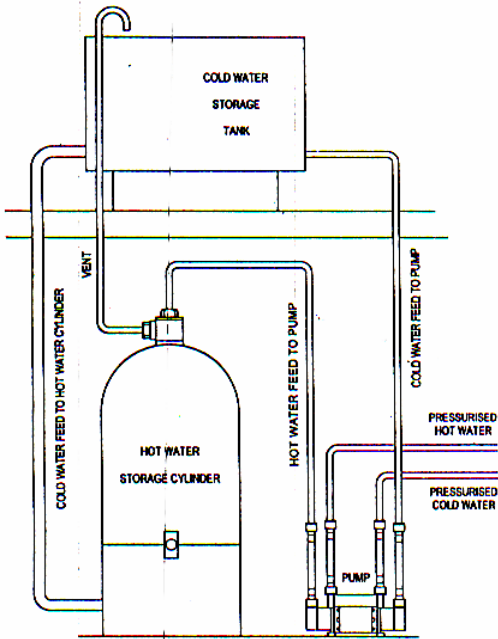 COLD WATER
STORAGE
TANK
VENT
COLD WATER FEED TO HOT WATER CYLINDER
HOT WATER FEED TO PUMP
COLD WATER FEED TO PUMP
HOT WATER
STORAGE CYLINDER
PRESSURISED
HOT WATER
PRESSURISED
COLD WATER
PUMP